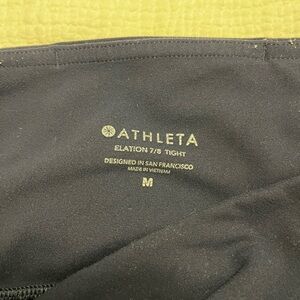 ATHLETA
ELATION 7/8 TIGHT
DESIGNED IN SAN FRANCISCO
MADE IN VIETNAM
M